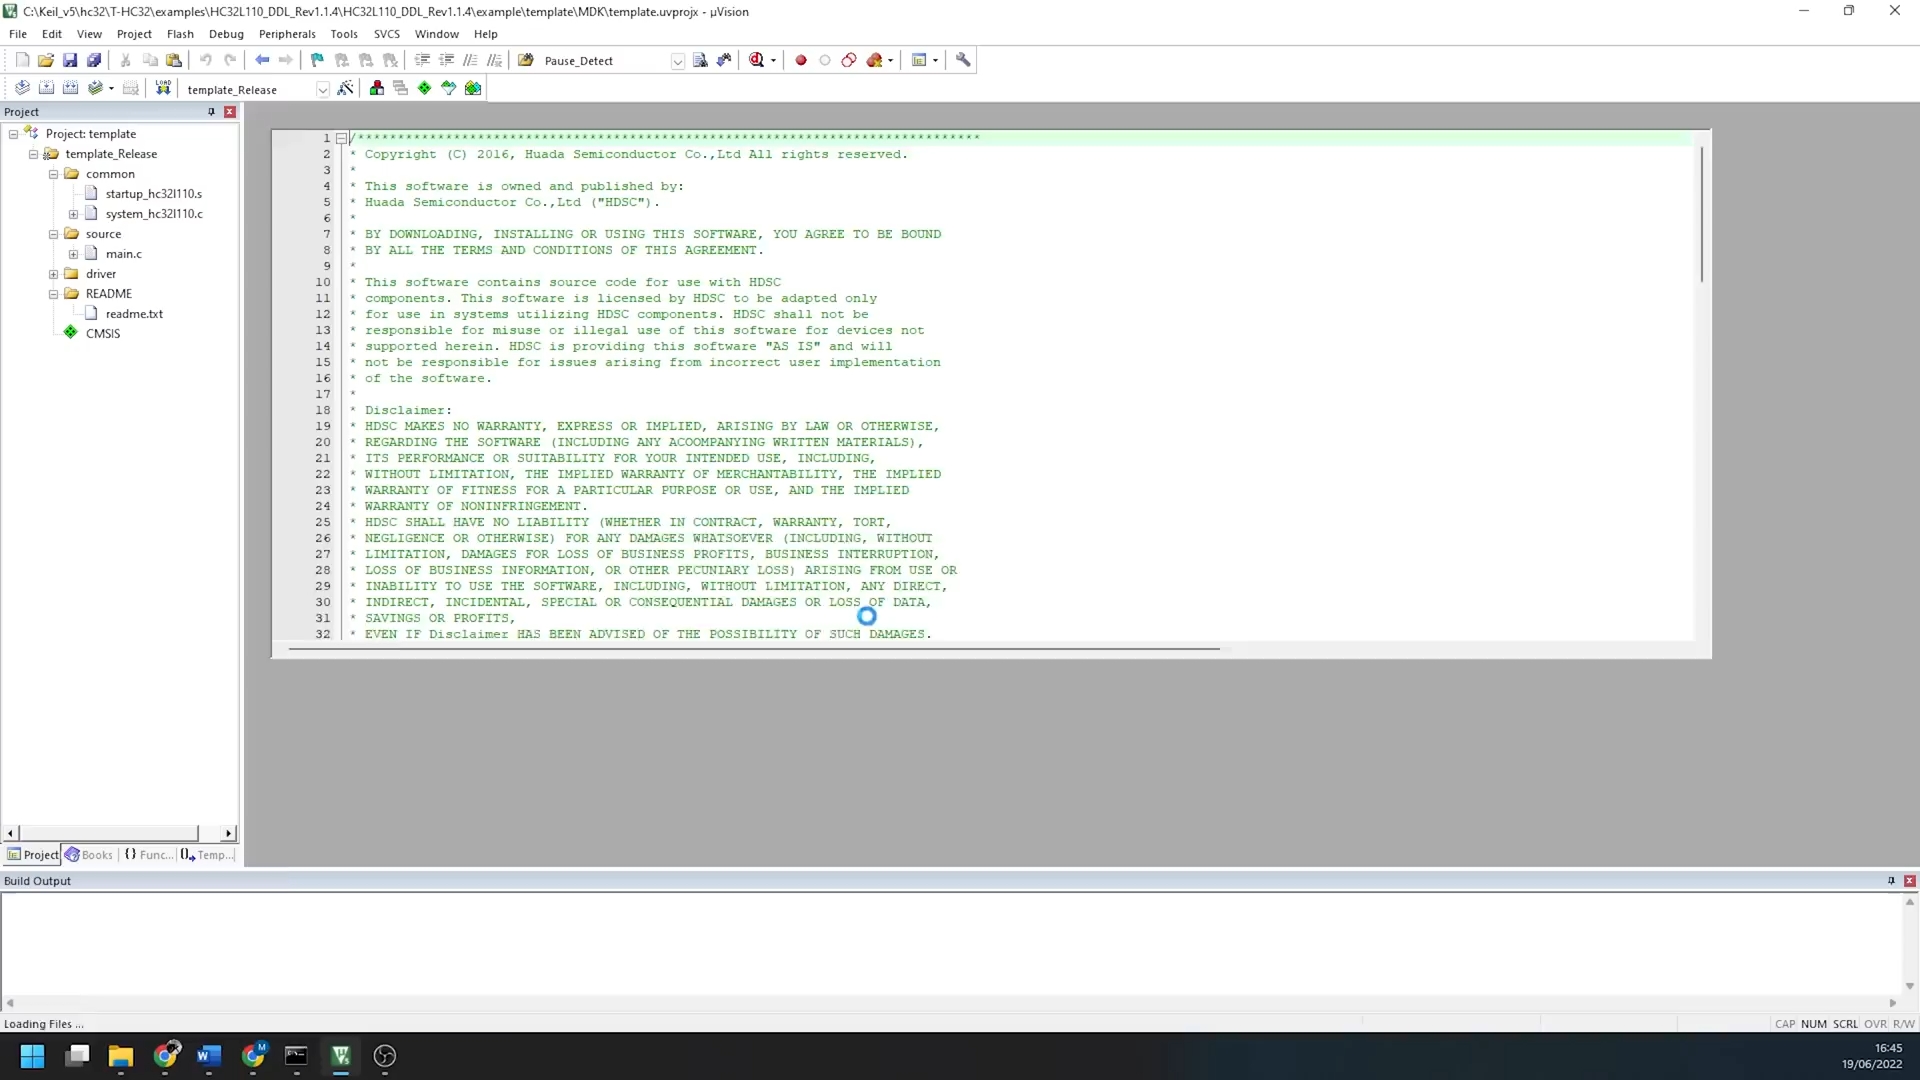 C:\Keil_v5\hc32\T-HC32\examples\HC32L110_DDL_Rev1.1.4\HC32L110_DDL_Rev1.1.4\example\template\MDK\template.uvprojx - µVision
File Edit View Project Flash Debug Peripherals Tools SVCS Window Help
Pause_Detect
LOAD template_Release
Project
Project: template
template_Release
common
startup_hc32l110.s
system_hc32l110.c
source
main.c
driver
README
readme.txt
CMSIS
1 /******************************************************************************
2 * Copyright (C) 2016, Huada Semiconductor Co.,Ltd All rights reserved.
3 *
4 * This software is owned and published by:
5 * Huada Semiconductor Co.,Ltd ("HDSC").
6 *
7 * BY DOWNLOADING, INSTALLING OR USING THIS SOFTWARE, YOU AGREE TO BE BOUND
8 * BY ALL THE TERMS AND CONDITIONS OF THIS AGREEMENT.
9 *
10 * This software contains source code for use with HDSC
11 * components. This software is licensed by HDSC to be adapted only
12 * for use in systems utilizing HDSC components. HDSC shall not be
13 * responsible for misuse or illegal use of this software for devices not
14 * supported herein. HDSC is providing this software "AS IS" and will
15 * not be responsible for issues arising from incorrect user implementation
16 * of the software.
17 *
18 * Disclaimer:
19 * HDSC MAKES NO WARRANTY, EXPRESS OR IMPLIED, ARISING BY LAW OR OTHERWISE,
20 * REGARDING THE SOFTWARE (INCLUDING ANY ACOOMPANYING WRITTEN MATERIALS),
21 * ITS PERFORMANCE OR SUITABILITY FOR YOUR INTENDED USE, INCLUDING,
22 * WITHOUT LIMITATION, THE IMPLIED WARRANTY OF MERCHANTABILITY, THE IMPLIED
23 * WARRANTY OF FITNESS FOR A PARTICULAR PURPOSE OR USE, AND THE IMPLIED
24 * WARRANTY OF NONINFRINGEMENT.
25 * HDSC SHALL HAVE NO LIABILITY (WHETHER IN CONTRACT, WARRANTY, TORT,
26 * NEGLIGENCE OR OTHERWISE) FOR ANY DAMAGES WHATSOEVER (INCLUDING, WITHOUT
27 * LIMITATION, DAMAGES FOR LOSS OF BUSINESS PROFITS, BUSINESS INTERRUPTION,
28 * LOSS OF BUSINESS INFORMATION, OR OTHER PECUNIARY LOSS) ARISING FROM USE OR
29 * INABILITY TO USE THE SOFTWARE, INCLUDING, WITHOUT LIMITATION, ANY DIRECT,
30 * INDIRECT, INCIDENTAL, SPECIAL OR CONSEQUENTIAL DAMAGES OR LOSS OF DATA,
31 * SAVINGS OR PROFITS,
32 * EVEN IF Disclaimer HAS BEEN ADVISED OF THE POSSIBILITY OF SUCH DAMAGES.
Project Books {} Func... Temp...
Build Output
Loading Files ...
CAP NUM SCRL OVR R/W
16:45
19/06/2022